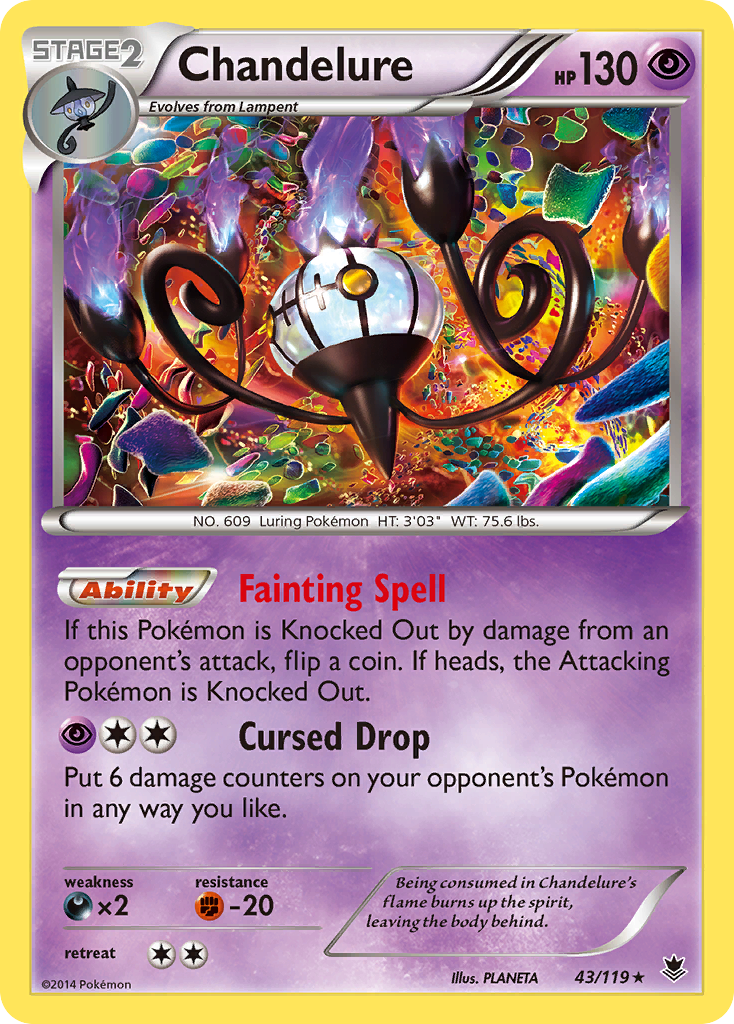 STAGE2
Chandelure
HP130
Evolves from Lampent
NO. 609 Luring Pokémon HT: 3'03" WT: 75.6 lbs.
Ability Fainting Spell
If this Pokémon is Knocked Out by damage from an
opponent's attack, flip a coin. If heads, the Attacking
Pokémon is Knocked Out.
Cursed Drop
Put 6 damage counters on your opponent's Pokémon
in any way you like.
weakness resistance
×2 -20
retreat
Being consumed in Chandelure's
flame burns up the spirit,
leaving the body behind.
©2014 Pokémon Illus. PLANETA 43/119 ★